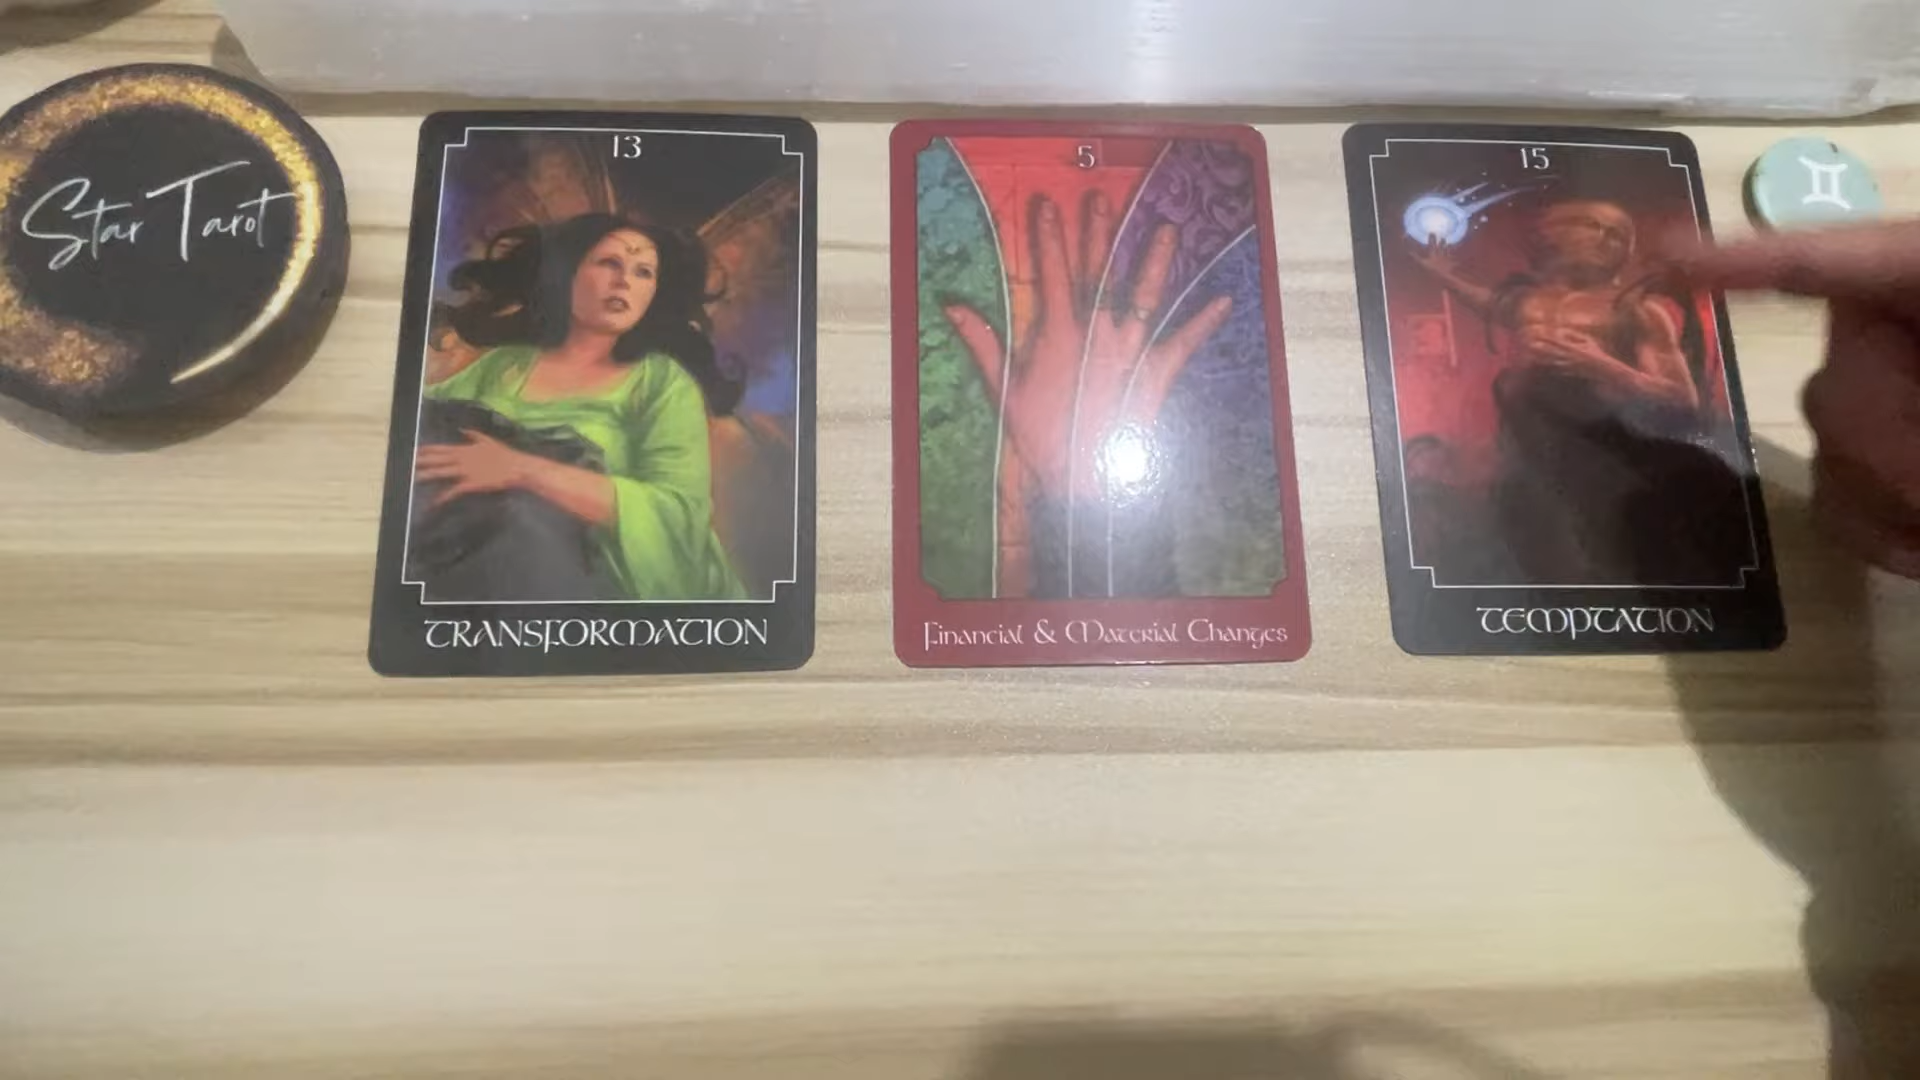 Star Tarot
13
TRANSFORMATION
5
Financial & Material Changes
15
TEMPTATION
♊